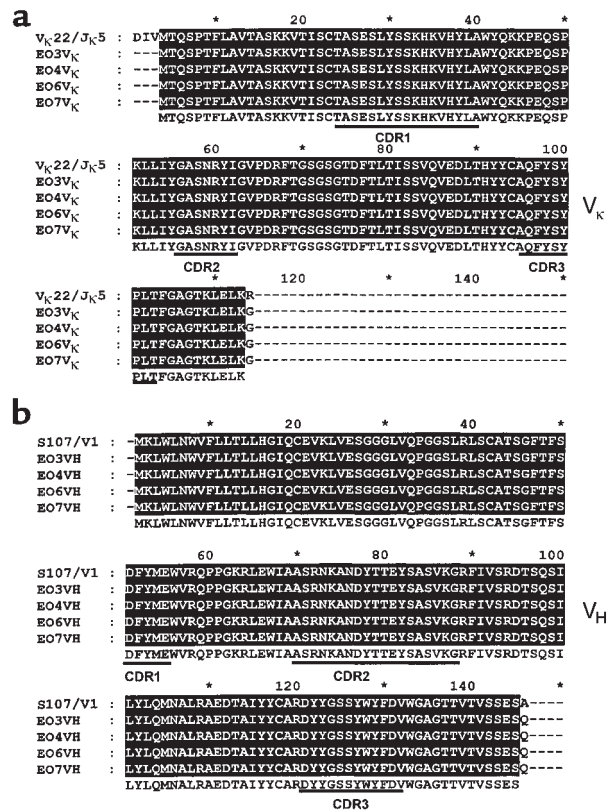 a
* 20 * 40 *
Vκ22/Jκ5 : DIVMTQSPTFLAVTASKKVTISCTASESLYSSKHKVHYLAWYQKKPEQSP
EO3Vκ : ---MTQSPTFLAVTASKKVTISCTASESLYSSKHKVHYLAWYQKKPEQSP
EO4Vκ : ---MTQSPTFLAVTASKKVTISCTASESLYSSKHKVHYLAWYQKKPEQSP
EO6Vκ : ---MTQSPTFLAVTASKKVTISCTASESLYSSKHKVHYLAWYQKKPEQSP
EO7Vκ : ---MTQSPTFLAVTASKKVTISCTASESLYSSKHKVHYLAWYQKKPEQSP
MTQSPTFLAVTASKKVTISCTASESLYSSKHKVHYLAWYQKKPEQSP
CDR1
60 * 80 * 100
Vκ22/Jκ5 : KLLIYGASNRYIGVPDRFTGSGSGTDFTLTISSVQVEDLTHYYCAQFYSY
EO3Vκ : KLLIYGASNRYIGVPDRFTGSGSGTDFTLTISSVQVEDLTHYYCAQFYSY
EO4Vκ : KLLIYGASNRYIGVPDRFTGSGSGTDFTLTISSVQVEDLTHYYCAQFYSY
EO6Vκ : KLLIYGASNRYIGVPDRFTGSGSGTDFTLTISSVQVEDLTHYYCAQFYSY
EO7Vκ : KLLIYGASNRYIGVPDRFTGSGSGTDFTLTISSVQVEDLTHYYCAQFYSY
KLLIYGASNRYIGVPDRFTGSGSGTDFTLTISSVQVEDLTHYYCAQFYSY
Vκ
CDR2 CDR3
* 120 * 140 *
Vκ22/Jκ5 : PLTFGAGTKLELKR------------------------------------
EO3Vκ : PLTFGAGTKLELKG------------------------------------
EO4Vκ : PLTFGAGTKLELKG------------------------------------
EO6Vκ : PLTFGAGTKLELKG------------------------------------
EO7Vκ : PLTFGAGTKLELKG------------------------------------
PLTFGAGTKLELK
b
* 20 * 40 *
S107/V1 : -MKLWLNWVFLLTLLHGIQCEVKLVESGGGLVQPGGSLRLSCATSGFTFS
EO3VH : -MKLWLNWVFLLTLLHGIQCEVKLVESGGGLVQPGGSLRLSCATSGFTFS
EO4VH : -MKLWLNWVFLLTLLHGIQCEVKLVESGGGLVQPGGSLRLSCATSGFTFS
EO6VH : -MKLWLNWVFLLTLLHGIQCEVKLVESGGGLVQPGGSLRLSCATSGFTFS
EO7VH : -MKLWLNWVFLLTLLHGIQCEVKLVESGGGLVQPGGSLRLSCATSGFTFS
MKLWLNWVFLLTLLHGIQCEVKLVESGGGLVQPGGSLRLSCATSGFTFS
60 * 80 * 100
S107/V1 : DFYMEWVRQPPGKRLEWIAASRNKANDYTTEYSASVKGRFIVSRDTSQSI
EO3VH : DFYMEWVRQPPGKRLEWIAASRNKANDYTTEYSASVKGRFIVSRDTSQSI
EO4VH : DFYMEWVRQPPGKRLEWIAASRNKANDYTTEYSASVKGRFIVSRDTSQSI
EO6VH : DFYMEWVRQPPGKRLEWIAASRNKANDYTTEYSASVKGRFIVSRDTSQSI
EO7VH : DFYMEWVRQPPGKRLEWIAASRNKANDYTTEYSASVKGRFIVSRDTSQSI
DFYMEWVRQPPGKRLEWIAASRNKANDYTTEYSASVKGRFIVSRDTSQSI
VH
CDR1 CDR2
* 120 * 140 *
S107/V1 : LYLQMNALRAEDTAIYYCARDYYGSSYWYFDVWGAGTTVTVSSESA----
EO3VH : LYLQMNALRAEDTAIYYCARDYYGSSYWYFDVWGAGTTVTVSSESQ----
EO4VH : LYLQMNALRAEDTAIYYCARDYYGSSYWYFDVWGAGTTVTVSSESQ----
EO6VH : LYLQMNALRAEDTAIYYCARDYYGSSYWYFDVWGAGTTVTVSSESQ----
EO7VH : LYLQMNALRAEDTAIYYCARDYYGSSYWYFDVWGAGTTVTVSSESQ----
LYLQMNALRAEDTAIYYCARDYYGSSYWYFDVWGAGTTVTVSSES
CDR3